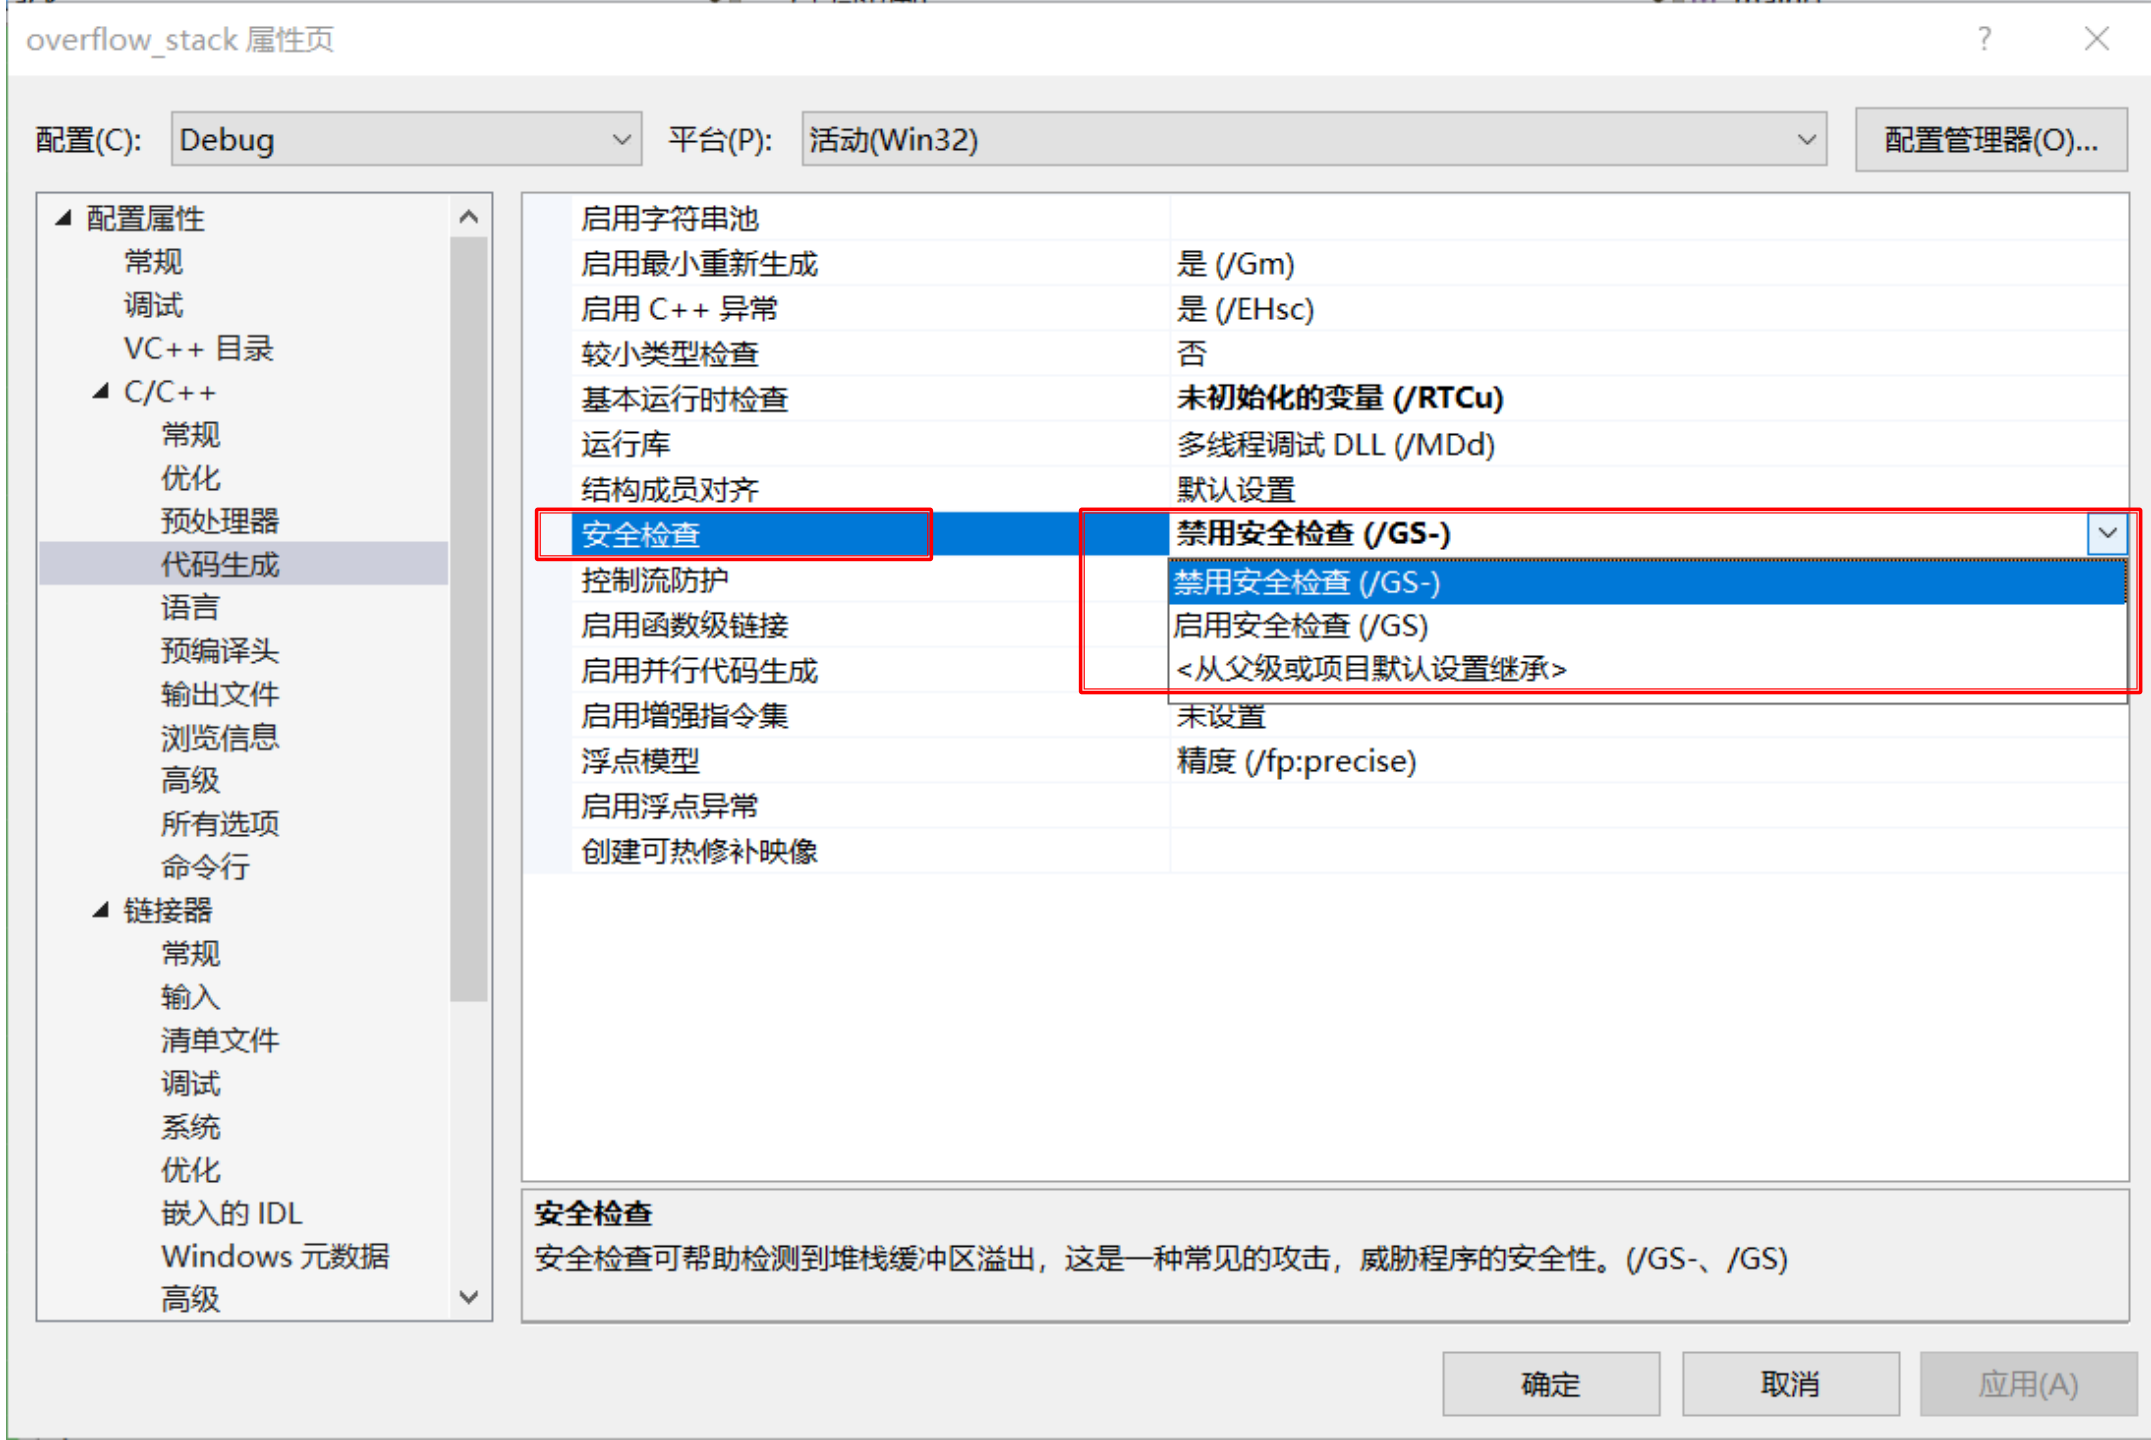 overflow_stack 属性页
?
配置(C):
Debug
平台(P):
活动(Win32)
配置管理器(O)...
配置属性
常规
调试
VC++ 目录
C/C++
常规
优化
预处理器
代码生成
语言
预编译头
输出文件
浏览信息
高级
所有选项
命令行
链接器
常规
输入
清单文件
调试
系统
优化
嵌入的 IDL
Windows 元数据
高级
启用字符串池
启用最小重新生成 是 (/Gm)
启用 C++ 异常 是 (/EHsc)
较小类型检查 否
基本运行时检查 未初始化的变量 (/RTCu)
运行库 多线程调试 DLL (/MDd)
结构成员对齐 默认设置
安全检查 禁用安全检查 (/GS-)
控制流防护 禁用安全检查 (/GS-)
启用函数级链接 启用安全检查 (/GS)
启用并行代码生成 <从父级或项目默认设置继承>
启用增强指令集 未设置
浮点模型 精度 (/fp:precise)
启用浮点异常
创建可热修补映像
安全检查
安全检查可帮助检测到堆栈缓冲区溢出，这是一种常见的攻击，威胁程序的安全性。(/GS-、/GS)
确定
取消
应用(A)